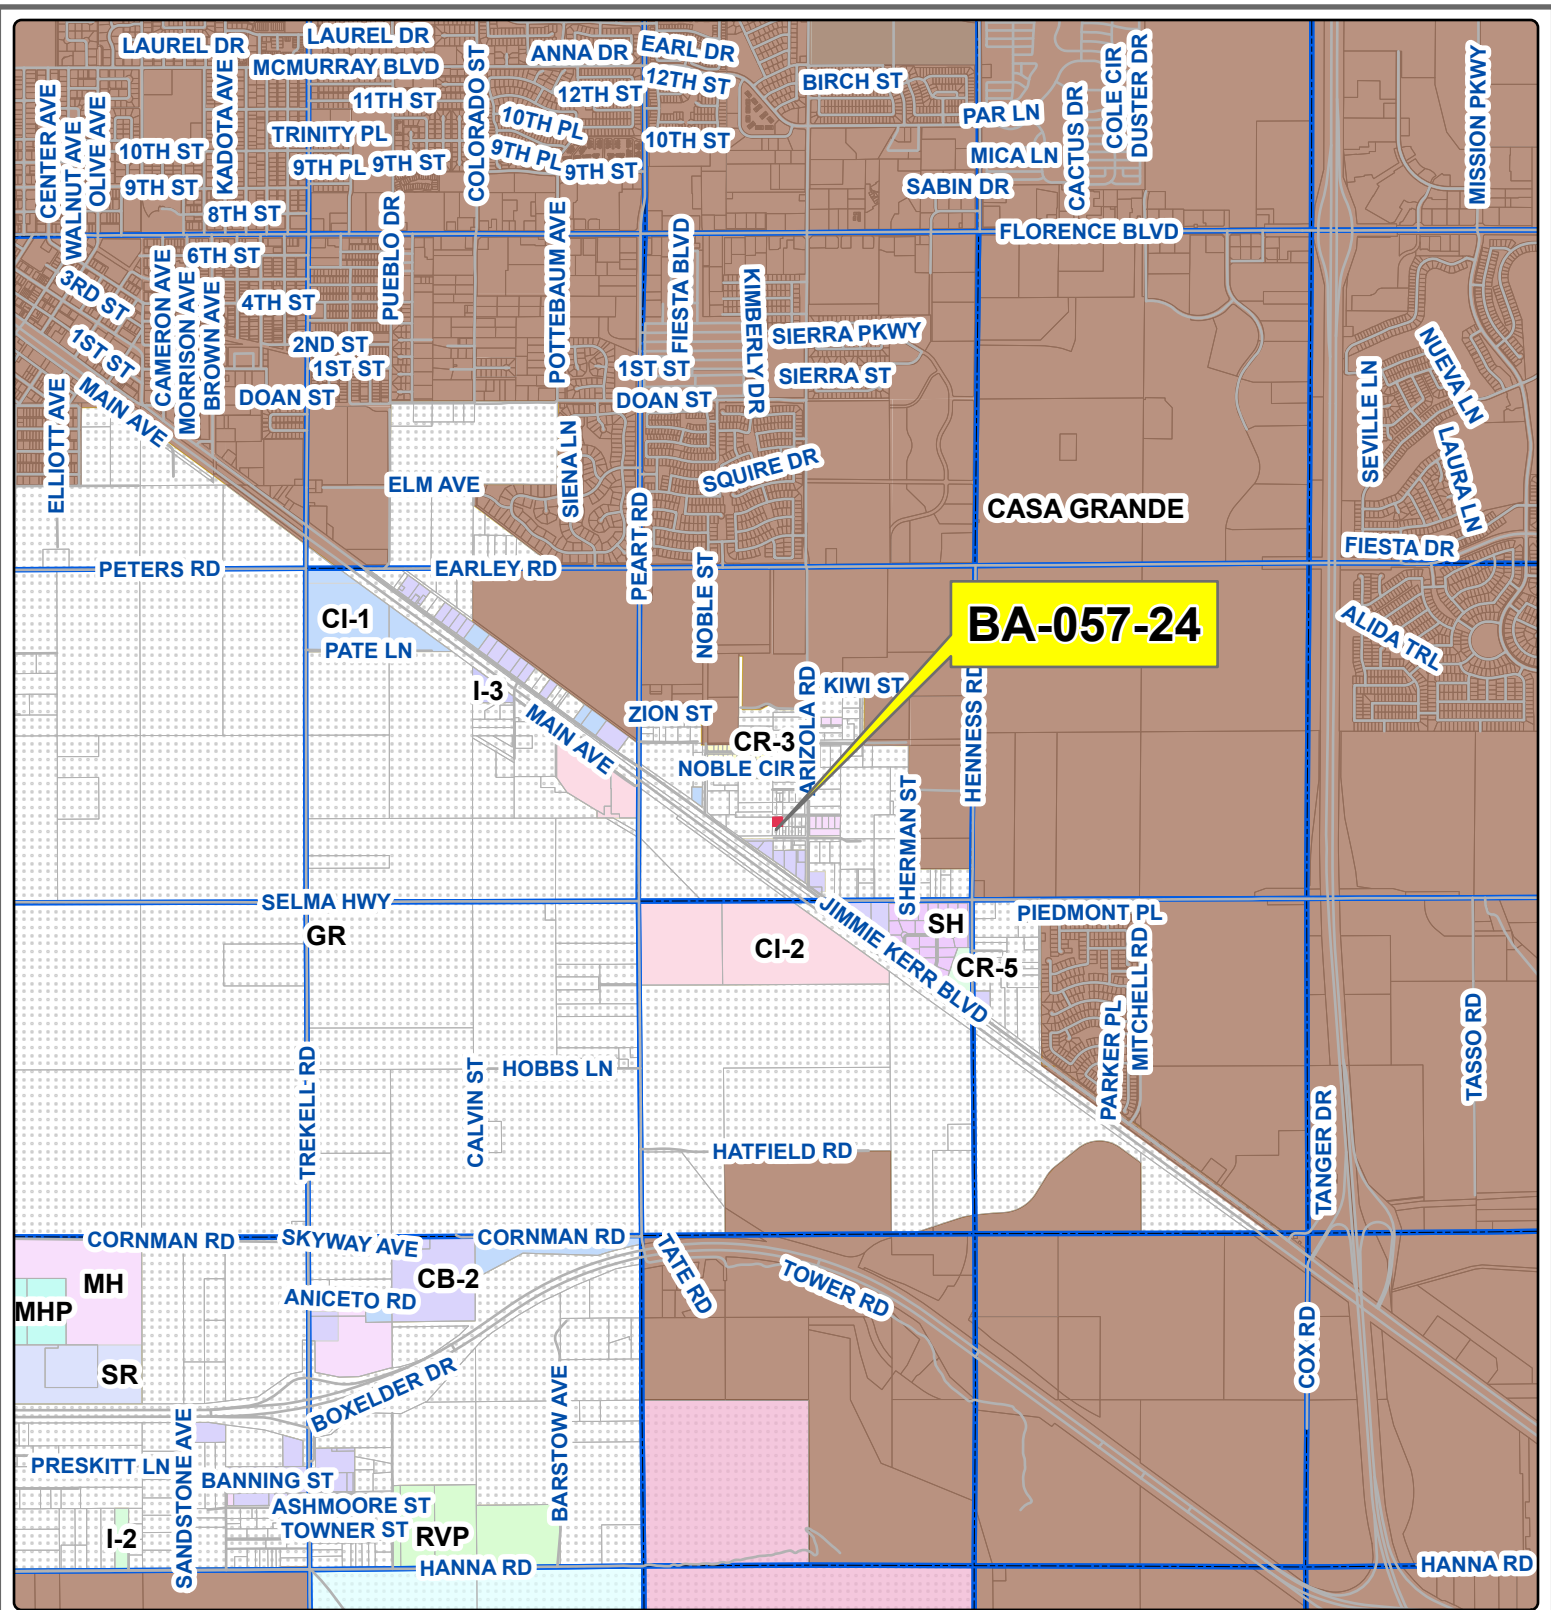 LAUREL DR
LAUREL DR
COLORADO ST
ANNA DR
EARL DR
MCMURRAY BLVD
KADOTA AVE
12TH ST
BIRCH ST
COLE CIR
DUSTER DR
MISSION PKWY
11TH ST
12TH ST
CENTER AVE
WALNUT AVE
OLIVE AVE
TRINITY PL
10TH PL
10TH ST
PAR LN
CACTUS DR
10TH ST
9TH PL
9TH ST
9TH PL
9TH ST
MICA LN
9TH ST
SABIN DR
8TH ST
PUEBLO DR
POTTEBAUM AVE
FIESTA BLVD
FLORENCE BLVD
6TH ST
3RD ST
CAMERON AVE
MORRISON AVE
BROWN AVE
4TH ST
KIMBERLY DR
SIERRA PKWY
1ST ST
2ND ST
1ST ST
1ST ST
SIERRA ST
NUEVA LN
SEVILLE LN
MAIN AVE
DOAN ST
DOAN ST
ELLIOTT AVE
ELM AVE
SIENA LN
SQUIRE DR
LAURA LN
CASA GRANDE
PEART RD
FIESTA DR
PETERS RD
EARLEY RD
NOBLE ST
CI-1
PATE LN
BA-057-24
ALIDA TRL
I-3
MAIN AVE
ZION ST
ARIZOLA RD
KIWI ST
HENNESS RD
CR-3
NOBLE CIR
SHERMAN ST
SELMA HWY
GR
CI-2
JIMMIE KERR BLVD
SH
PIEDMONT PL
CR-5
MITCHELL RD
PARKER PL
TASSO RD
TREKELL RD
CALVIN ST
HOBBS LN
HATFIELD RD
TANGER DR
CORNMAN RD
SKYWAY AVE
CORNMAN RD
TATE RD
TOWER RD
MH
MHP
CB-2
ANICETO RD
COX RD
SR
BOXELDER DR
BARSTOW AVE
SANDSTONE AVE
PRESKITT LN
BANNING ST
ASHMOORE ST
TOWNER ST
RVP
I-2
HANNA RD
HANNA RD